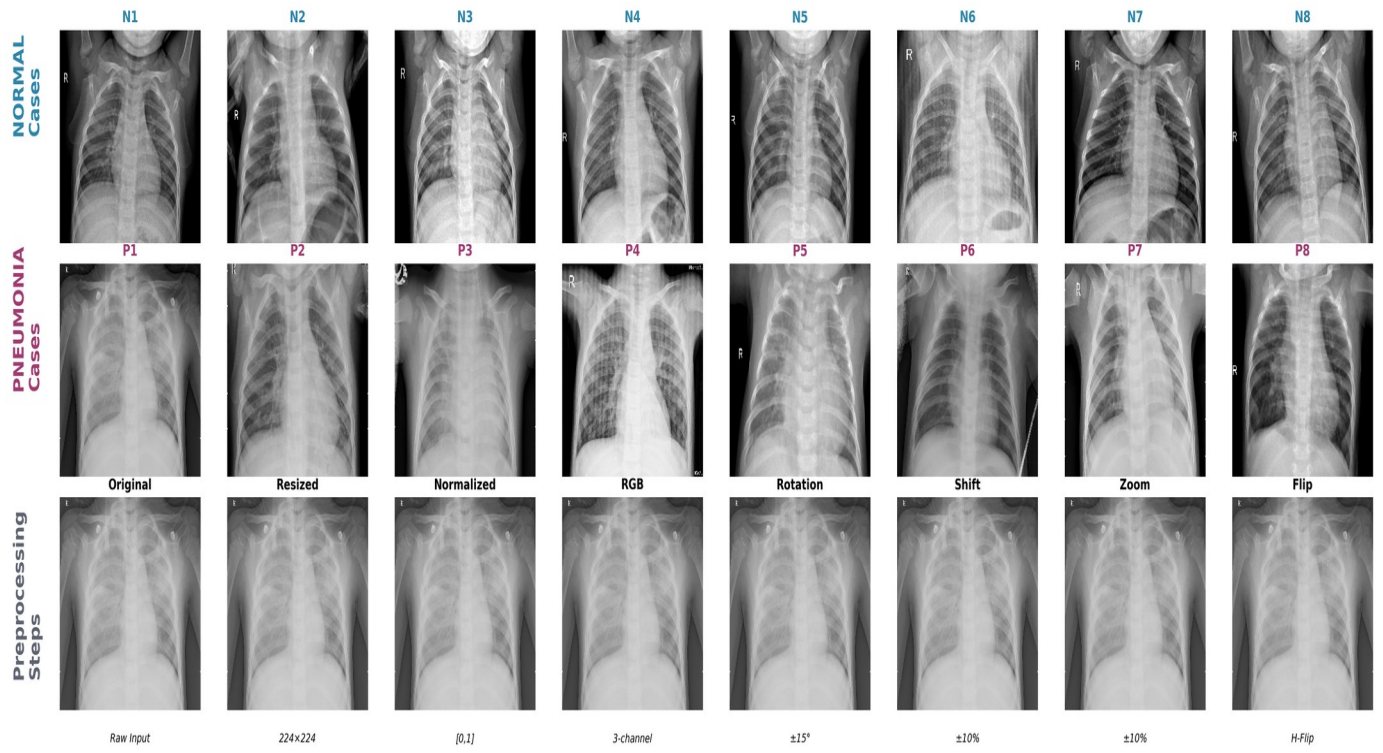 N1 N2 N3 N4 N5 N6 N7 N8
NORMAL
Cases
R R R R R R R R
P1 P2 P3 P4 P5 P6 P7 P8
PNEUMONIA
Cases
R R R R R R R
Original Resized Normalized RGB Rotation Shift Zoom Flip
Preprocessing
Steps
R R R R R R R R
Raw Input 224×224 [0,1] 3-channel ±15° ±10% ±10% H-Flip